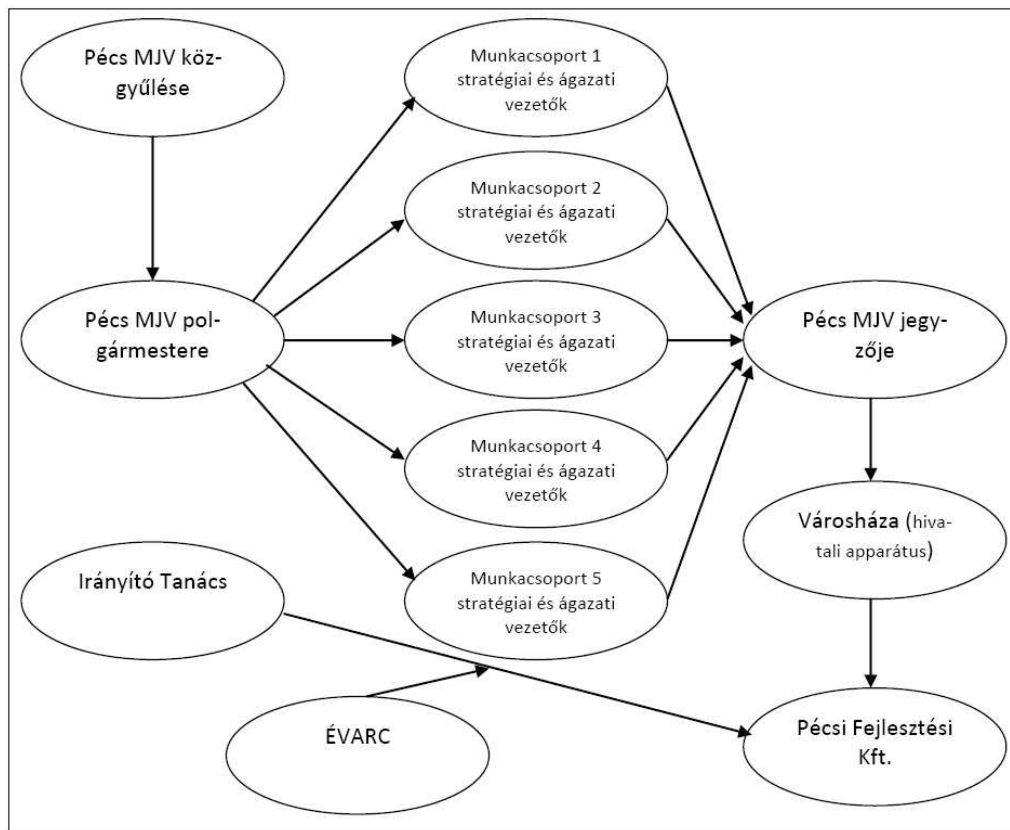 Pécs MJV köz-
gyűlése
Munkacsoport 1
stratégiai és ágazati
vezetők
Munkacsoport 2
stratégiai és ágazati
vezetők
Pécs MJV pol-
gármestere
Munkacsoport 3
stratégiai és ágazati
vezetők
Pécs MJV jegy-
zője
Munkacsoport 4
stratégiai és ágazati
vezetők
Városháza (hiva-
tali apparátus)
Irányító Tanács
Munkacsoport 5
stratégiai és ágazati
vezetők
ÉVARC
Pécsi Fejlesztési
Kft.